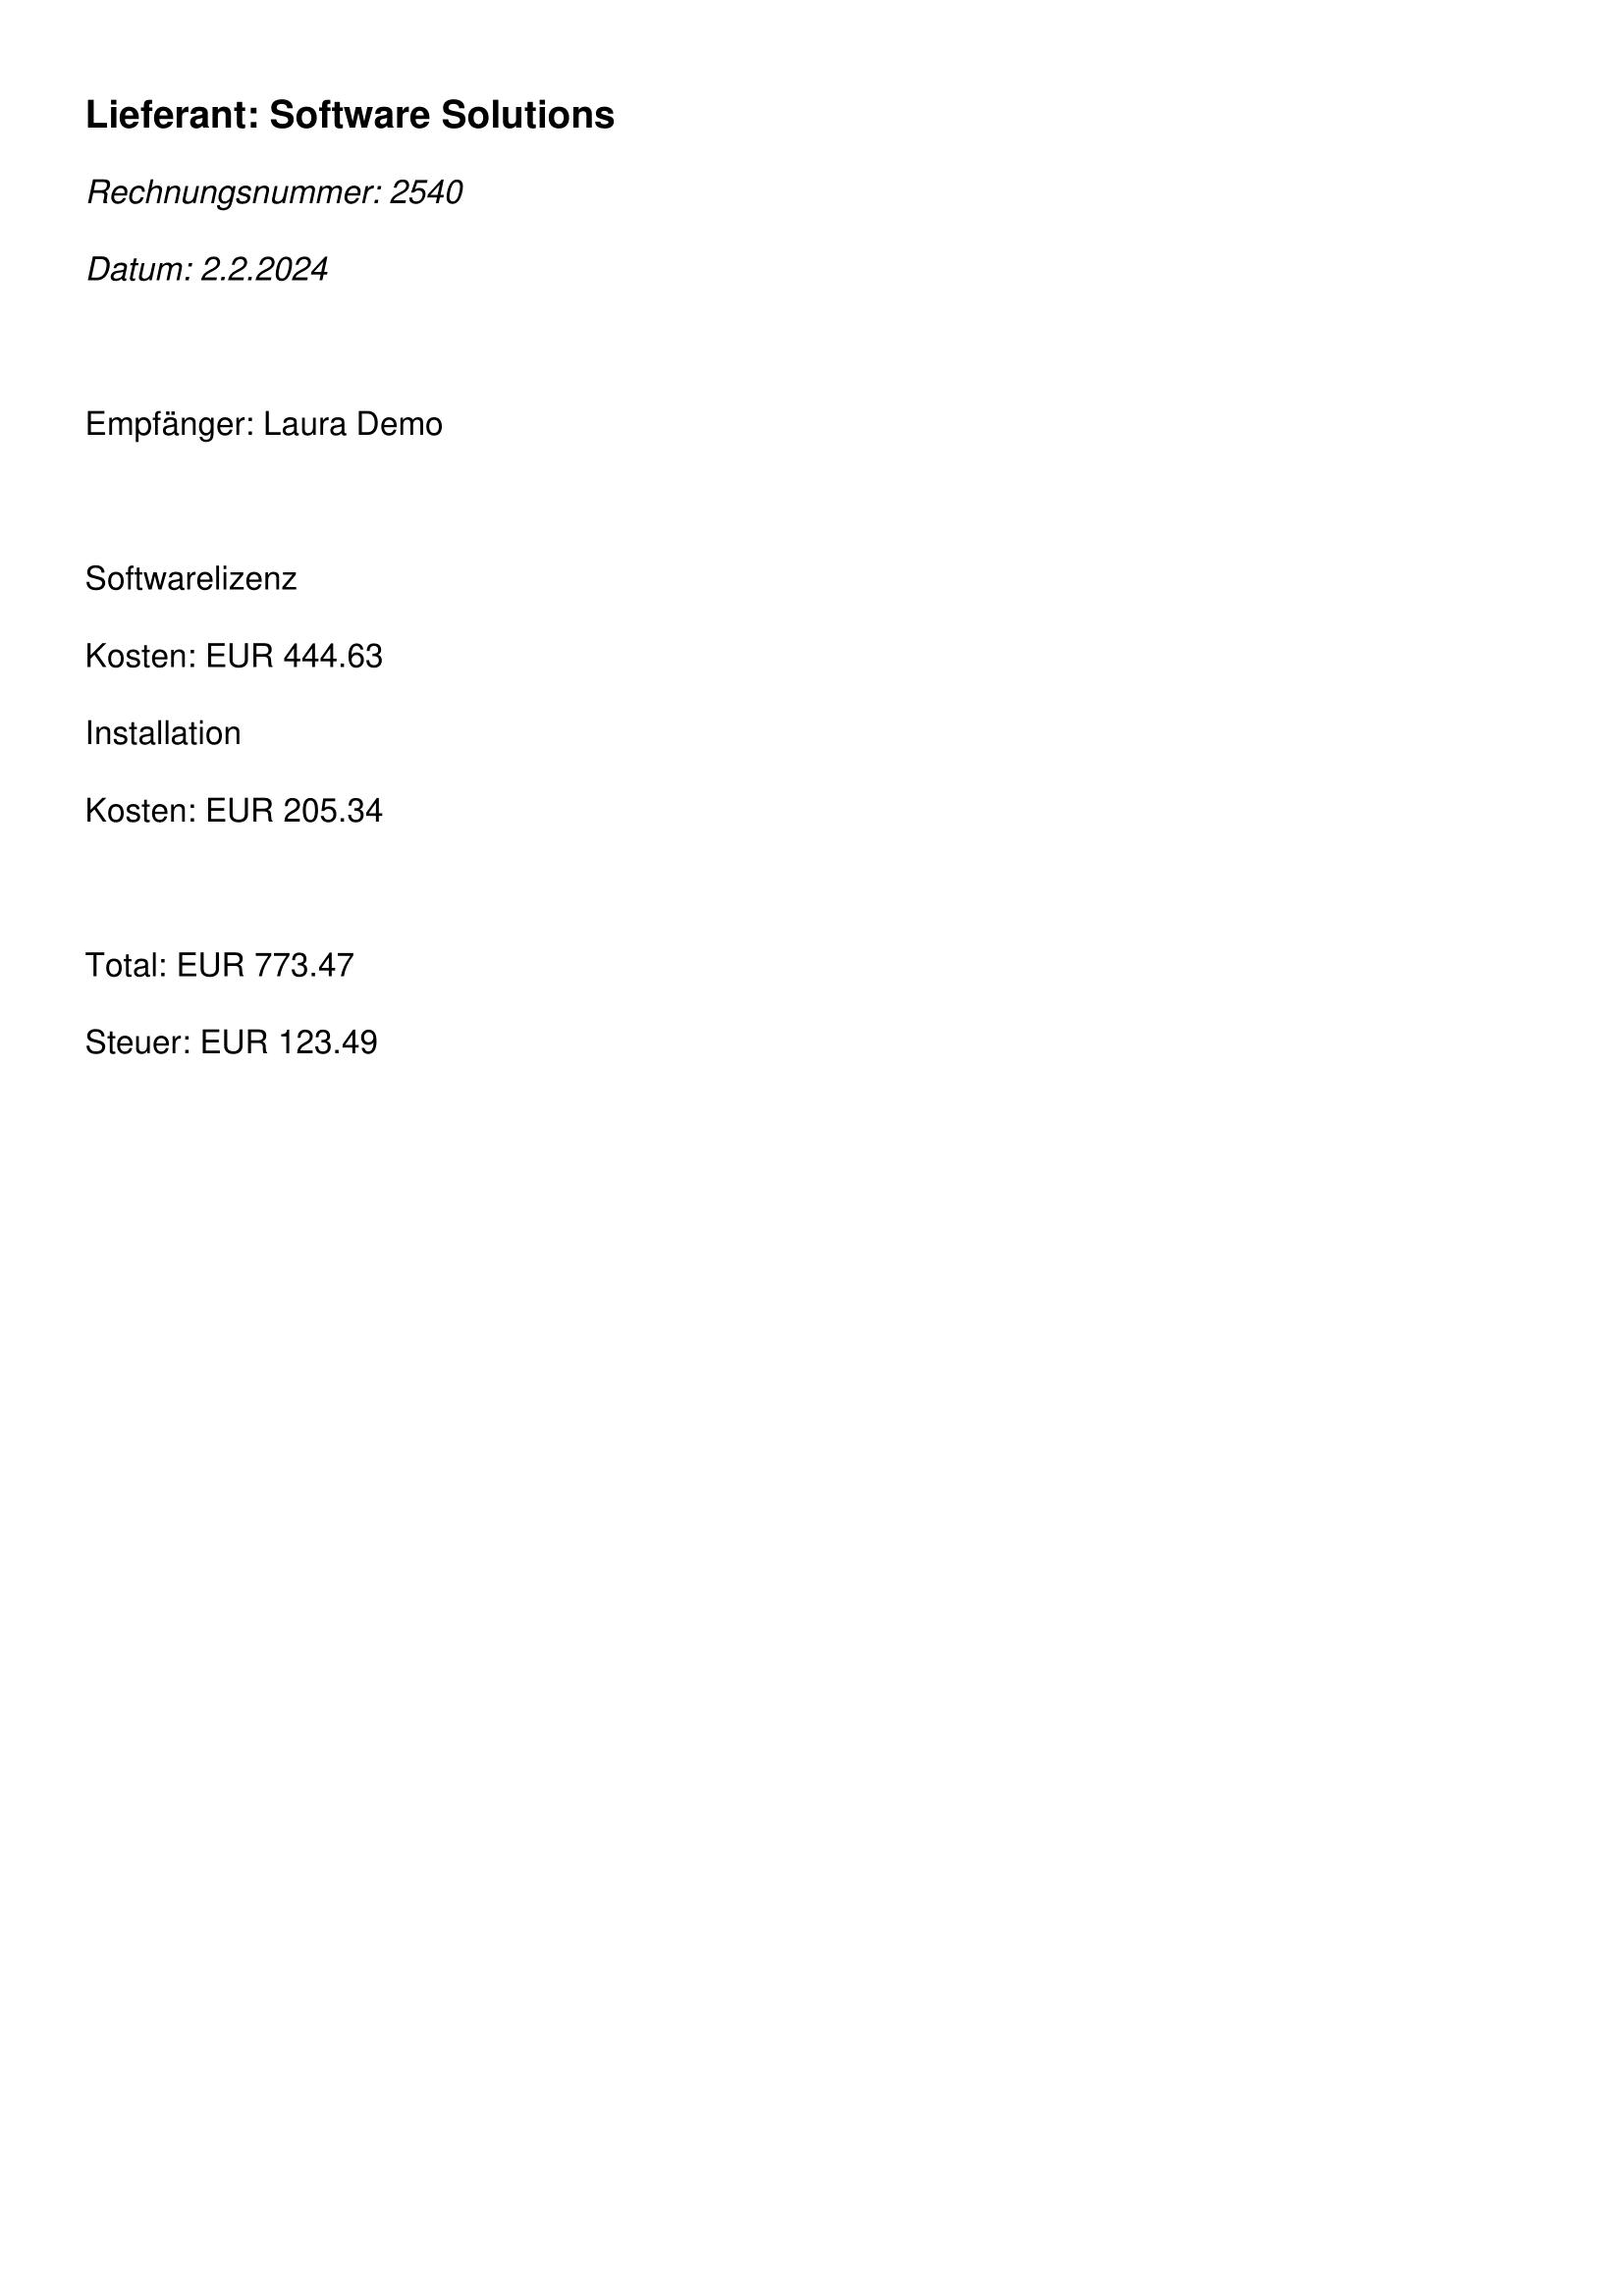 Lieferant: Software Solutions
Rechnungsnummer: 2540
Datum: 2.2.2024
Empfänger: Laura Demo
Softwarelizenz
Kosten: EUR 444.63
Installation
Kosten: EUR 205.34
Total: EUR 773.47
Steuer: EUR 123.49